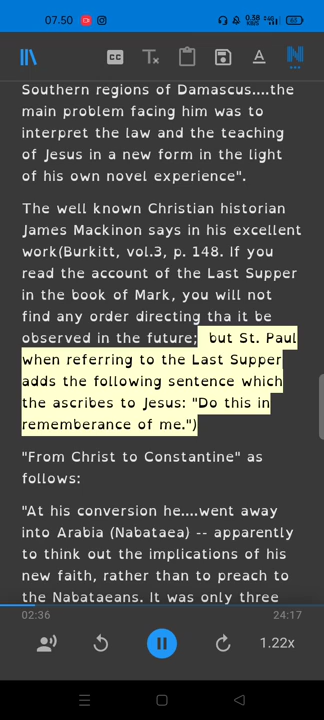 07.50
0.58
KB/S
CC
Southern regions of Damascus....the
main problem facing him was to
interpret the law and the teaching
of Jesus in a new form in the light
of his own novel experience".
The well known Christian historian
James Mackinon says in his excellent
work(Burkitt, vol.3, p. 148. If you
read the account of the Last Supper
in the book of Mark, you will not
find any order directing tha it be
observed in the future; but St. Paul
when referring to the Last Supper
adds the following sentence which
the ascribes to Jesus: "Do this in
rememberance of me.")
"From Christ to Constantine" as
follows:
"At his conversion he....went away
into Arabia (Nabataea) -- apparently
to think out the implications of his
new faith, rather than to preach to
the Nabataeans. It was only three
02:36 24:17
1.22x